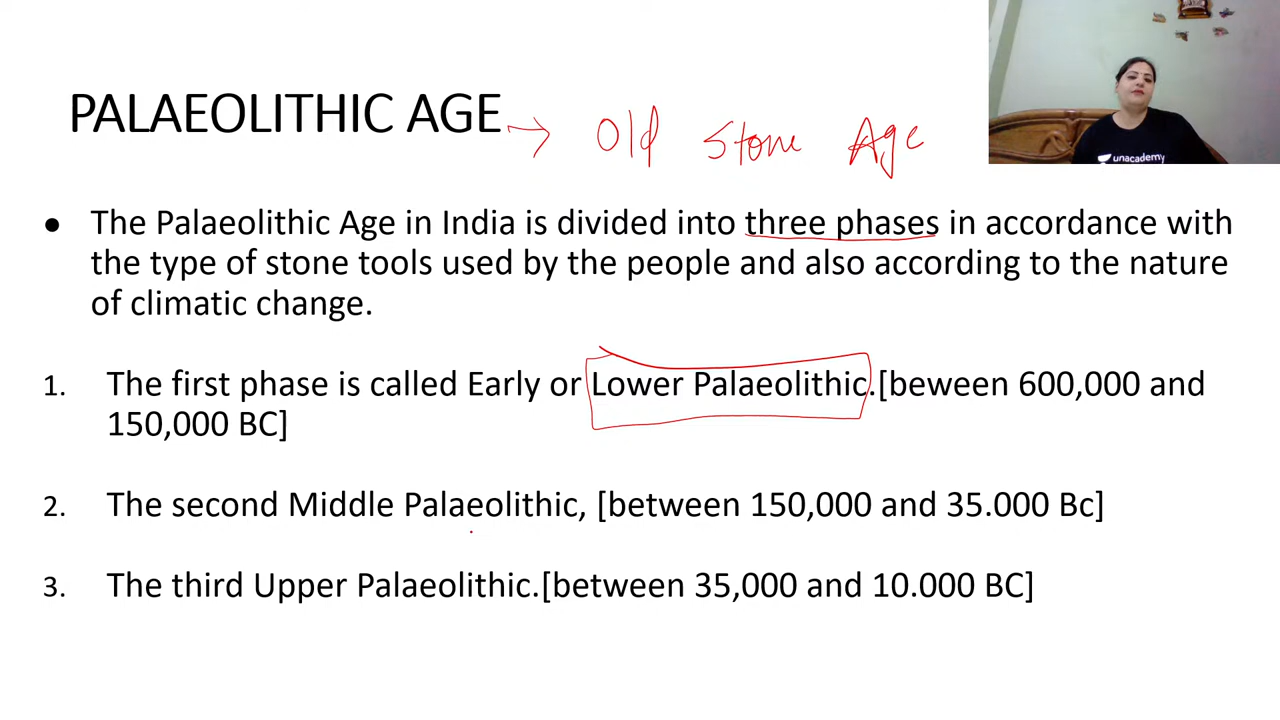 PALAEOLITHIC AGE → Old Stone Age
unacademy
● The Palaeolithic Age in India is divided into three phases in accordance with
the type of stone tools used by the people and also according to the nature
of climatic change.
1. The first phase is called Early or Lower Palaeolithic.[beween 600,000 and
150,000 BC]
2. The second Middle Palaeolithic, [between 150,000 and 35.000 Bc]
3. The third Upper Palaeolithic.[between 35,000 and 10.000 BC]